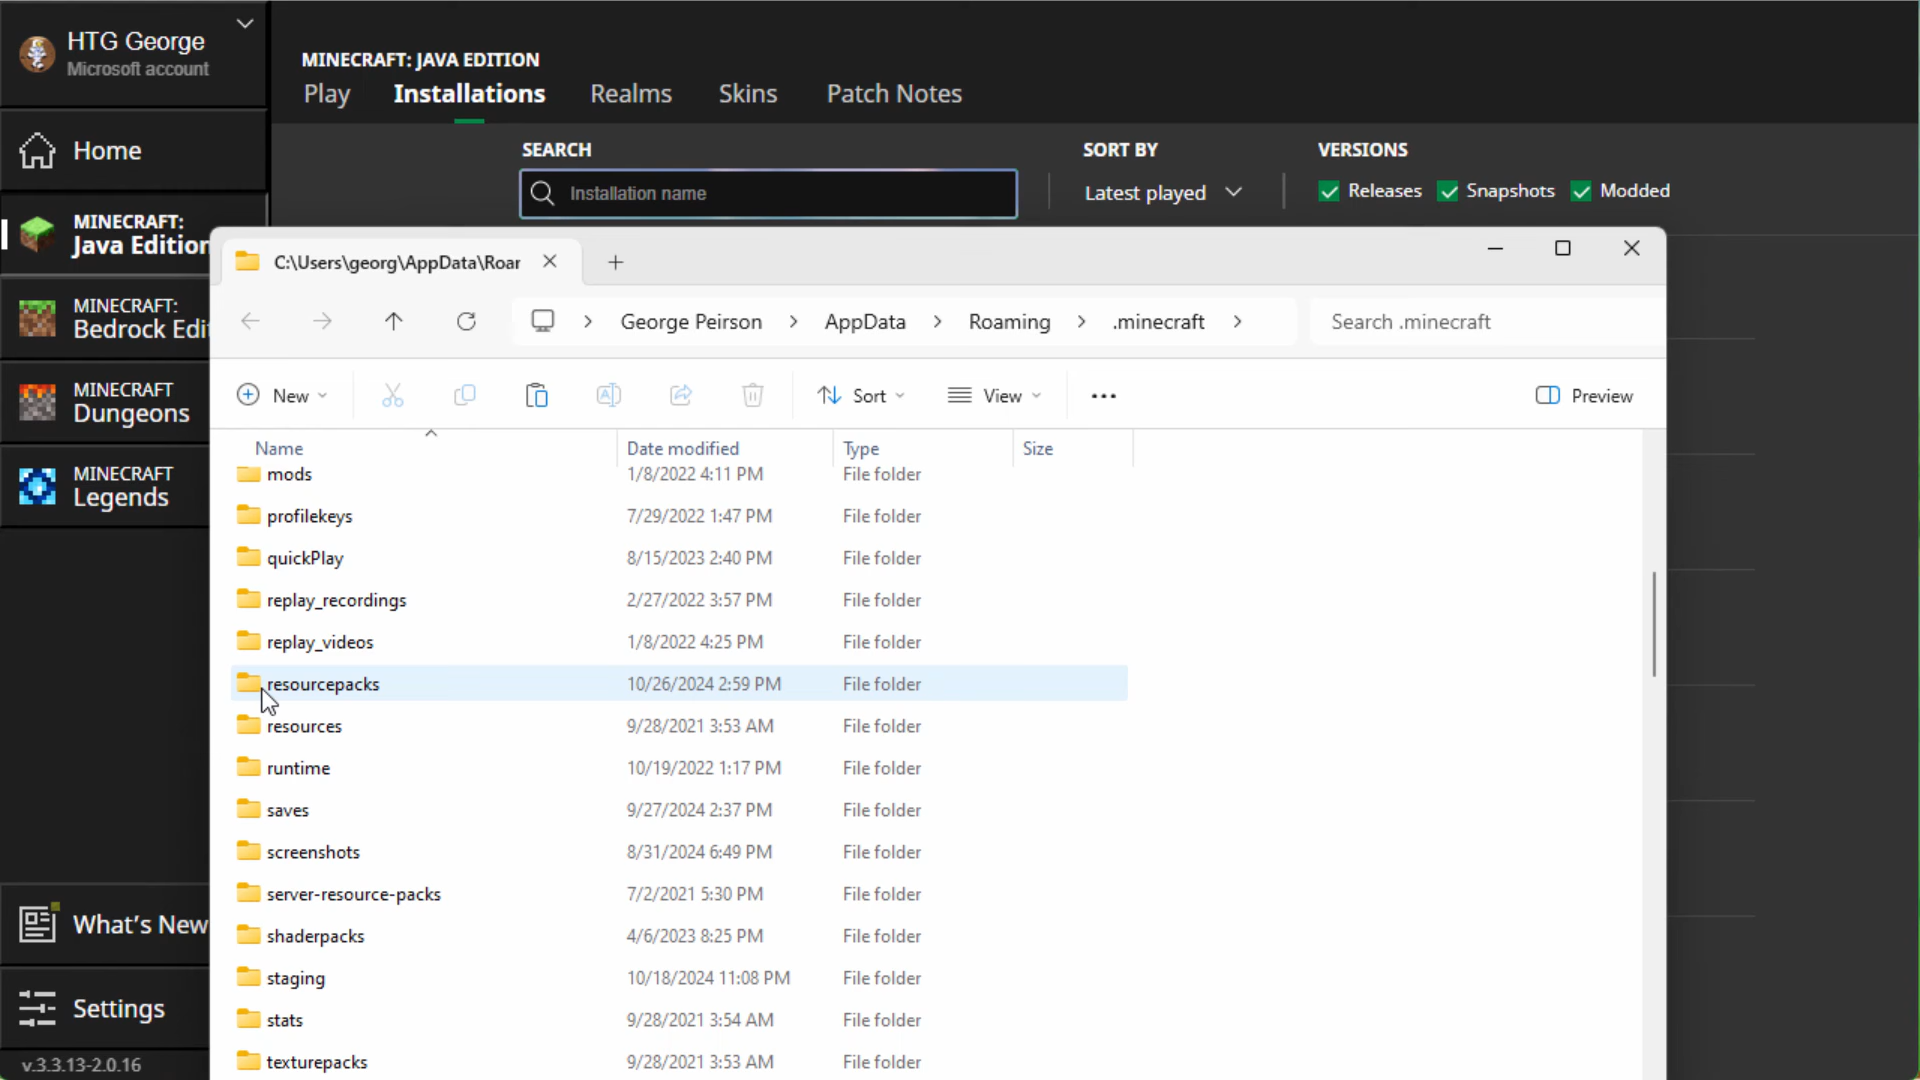 HTG George
Microsoft account
MINECRAFT: JAVA EDITION
Play Installations Realms Skins Patch Notes
Home
MINECRAFT:
Java Edition
MINECRAFT:
Bedrock Edi
MINECRAFT
Dungeons
MINECRAFT
Legends
What's New
Settings
v.3.3.13-2.0.16
SEARCH
Installation name
SORT BY
Latest played
VERSIONS
Releases Snapshots Modded
C:\Users\georg\AppData\Roar
George Peirson > AppData > Roaming > .minecraft >
Search .minecraft
New Sort View ••• Preview
Name Date modified Type Size
mods 1/8/2022 4:11 PM File folder
profilekeys 7/29/2022 1:47 PM File folder
quickPlay 8/15/2023 2:40 PM File folder
replay_recordings 2/27/2022 3:57 PM File folder
replay_videos 1/8/2022 4:25 PM File folder
resourcepacks 10/26/2024 2:59 PM File folder
resources 9/28/2021 3:53 AM File folder
runtime 10/19/2022 1:17 PM File folder
saves 9/27/2024 2:37 PM File folder
screenshots 8/31/2024 6:49 PM File folder
server-resource-packs 7/2/2021 5:30 PM File folder
shaderpacks 4/6/2023 8:25 PM File folder
staging 10/18/2024 11:08 PM File folder
stats 9/28/2021 3:54 AM File folder
texturepacks 9/28/2021 3:53 AM File folder